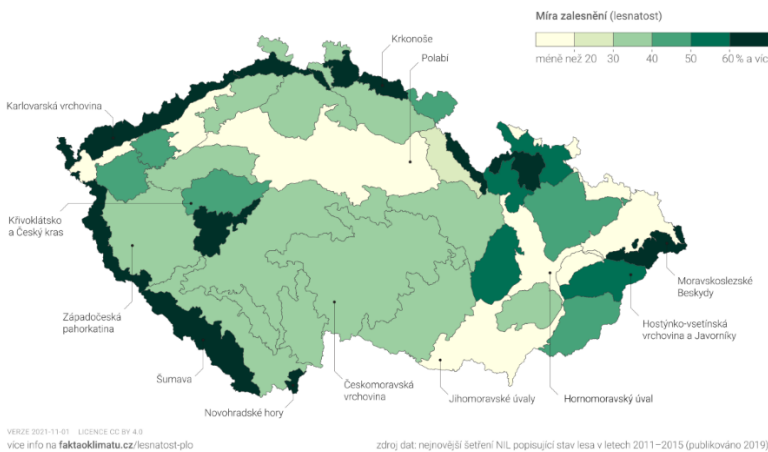 Míra zalesnění (lesnatost)
méně než 20 30 40 50 60 % a víc
Krkonoše
Polabí
Karlovarská vrchovina
Křivoklátsko
a Český kras
Západočeská
pahorkatina
Šumava
Novohradské hory
Českomoravská
vrchovina
Jihomoravské úvaly
Hornomoravský úval
Hostýnko-vsetínská
vrchovina a Javorníky
Moravskoslezské
Beskydy
VERZE 2021-11-01 LICENCE CC BY 4.0
více info na faktaoklimatu.cz/lesnatost-plo
zdroj dat: nejnovější šetření NIL popisující stav lesa v letech 2011–2015 (publikováno 2019)